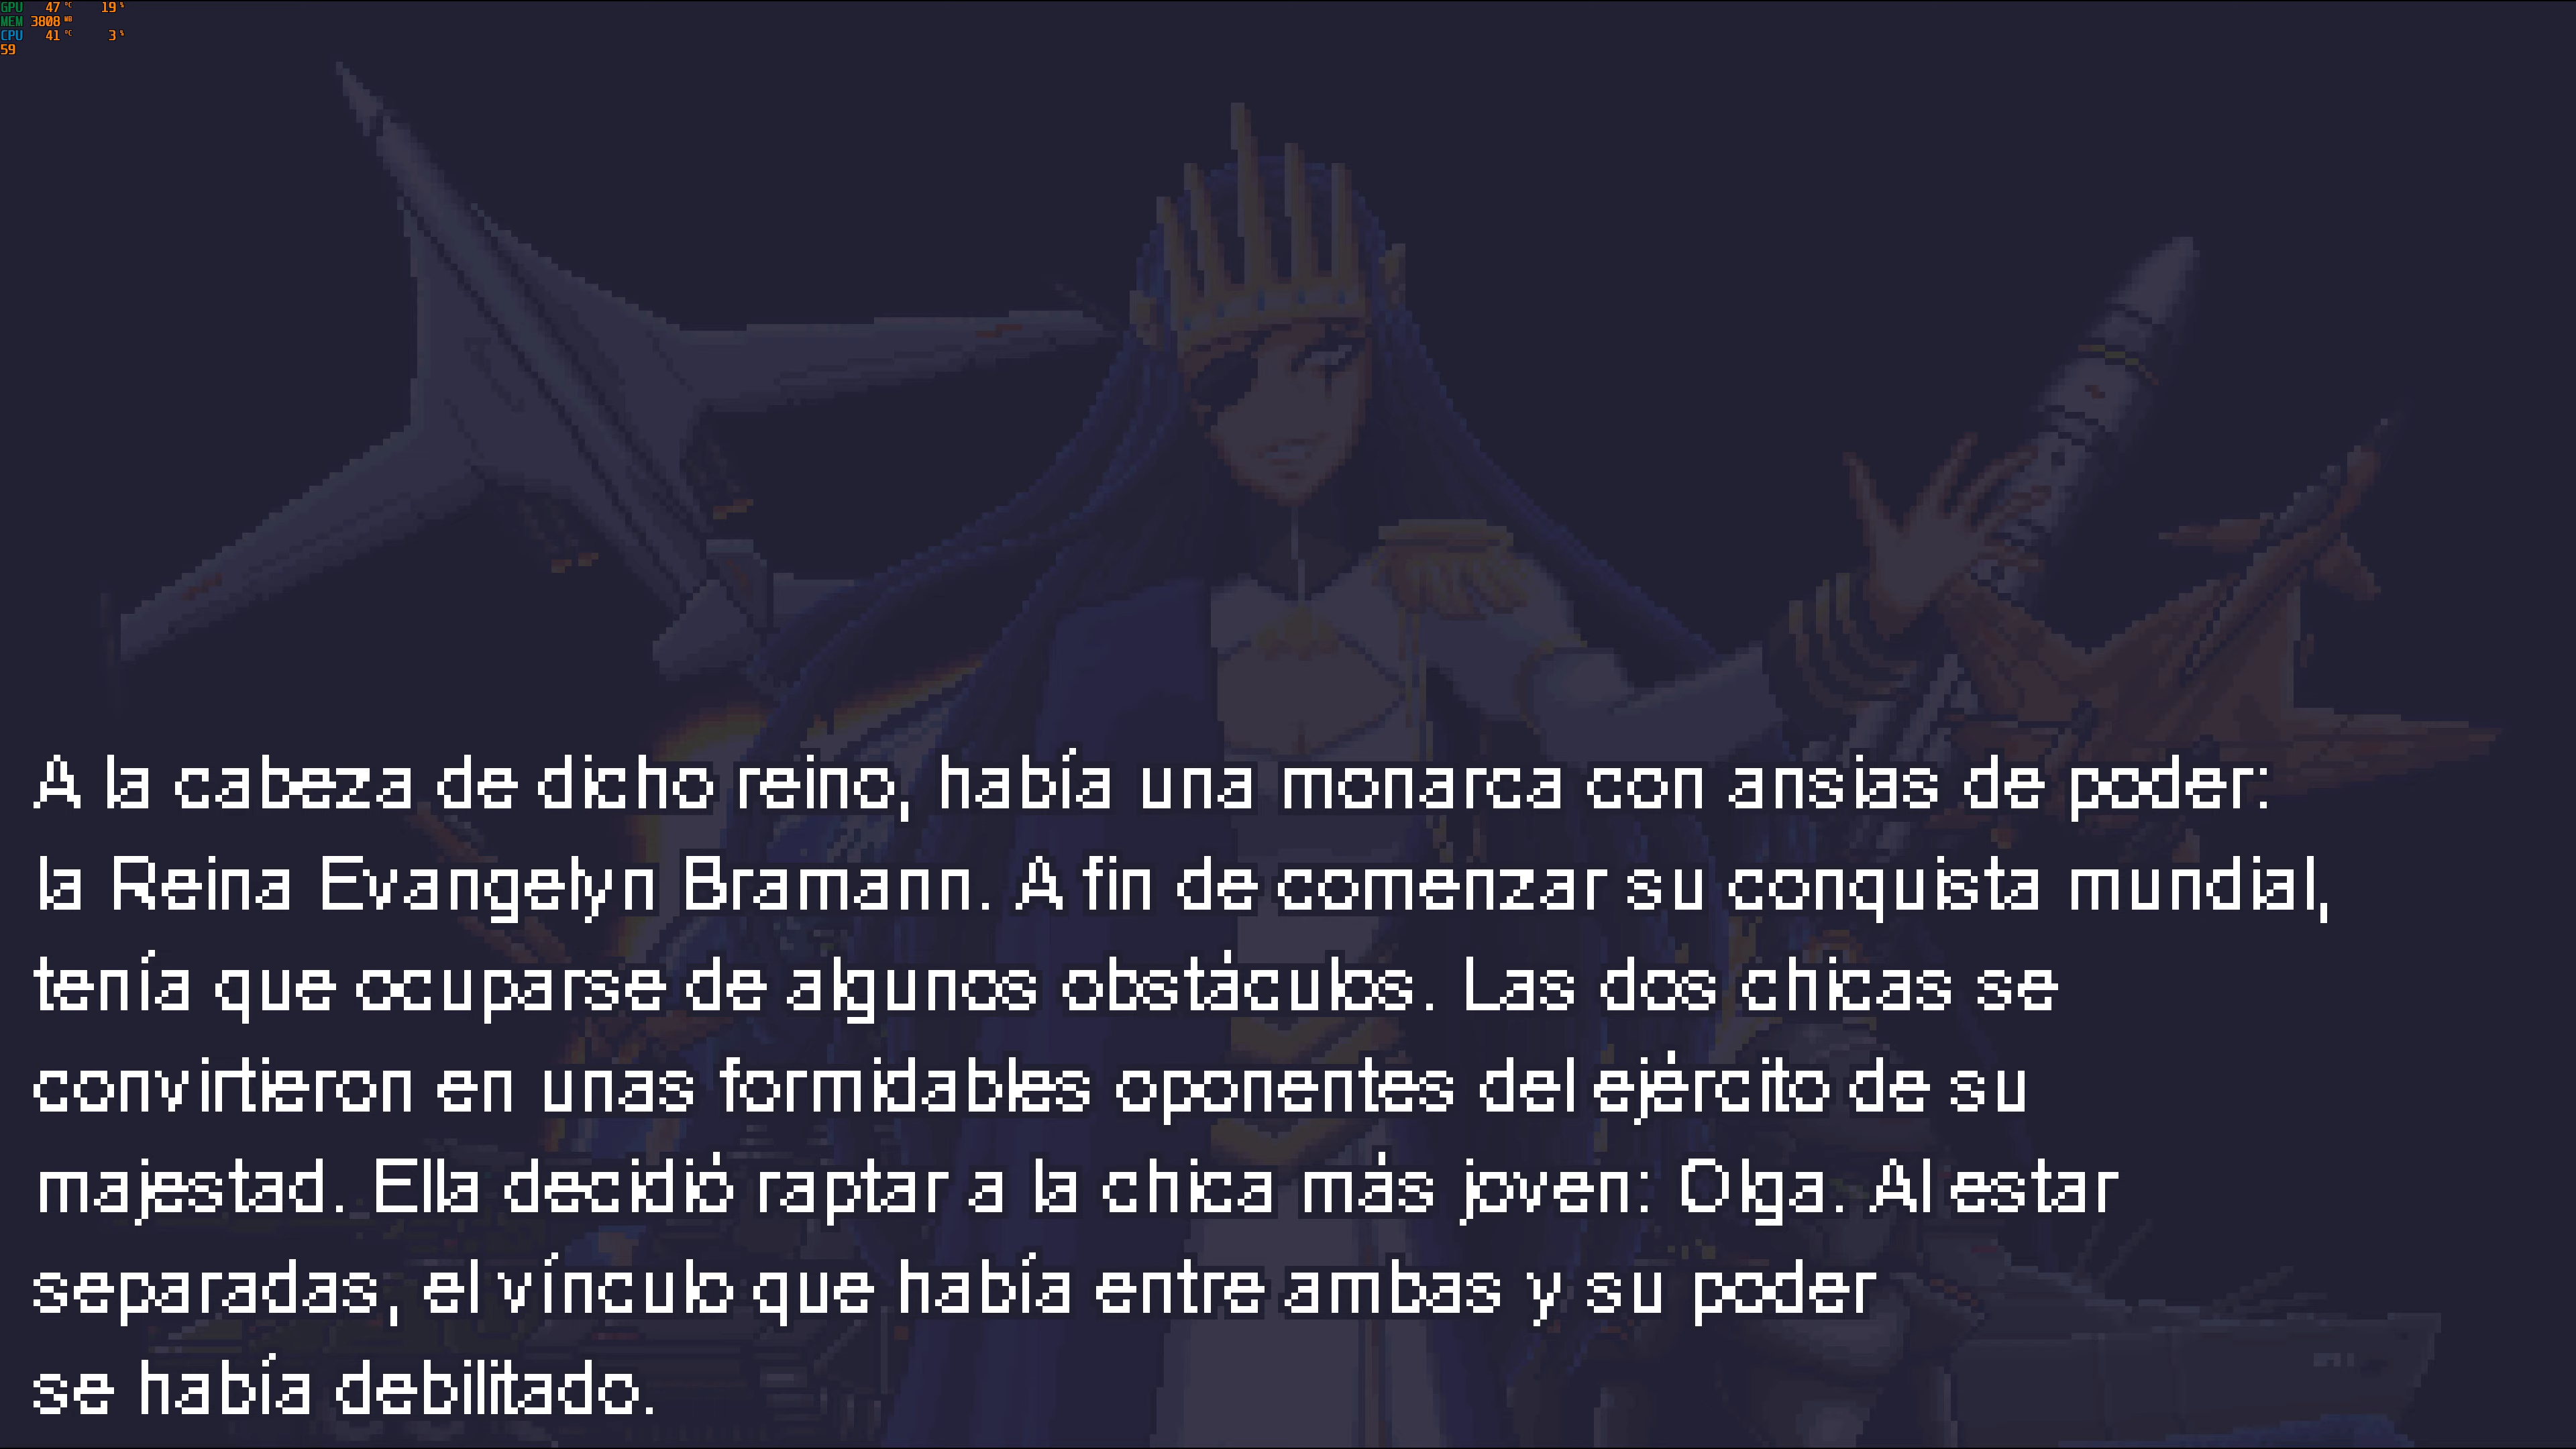 GPU 47 °C 19 %
MEM 3808 MB
CPU 41 °C 3 %
59
A la cabeza de dicho reino, había una monarca con ansias de poder:
la Reina Evangelyn Bramann. A fin de comenzar su conquista mundial,
tenía que ocuparse de algunos obstáculos. Las dos chicas se
convirtieron en unas formidables oponentes del ejército de su
majestad. Ella decidió raptar a la chica más joven: Olga. Al estar
separadas, el vínculo que había entre ambas y su poder
se había debilitado.